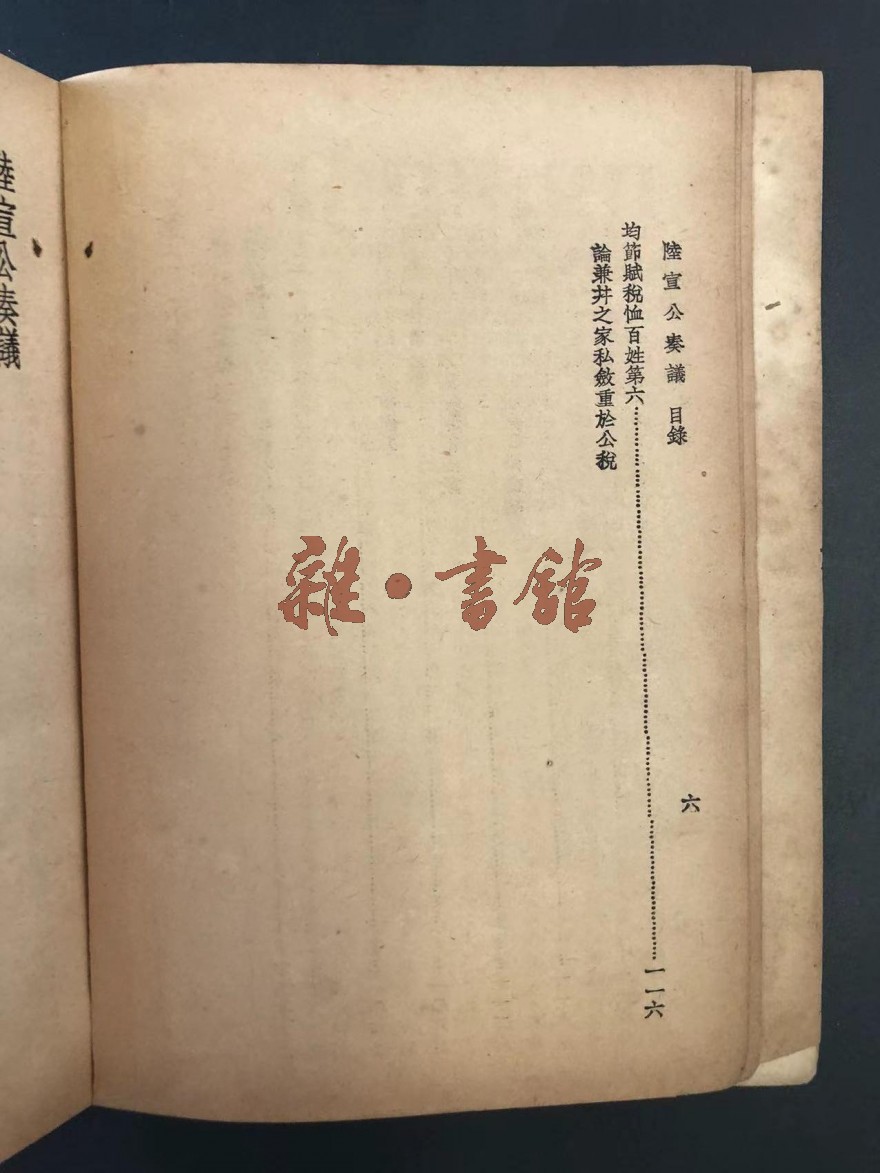 陸宣公奏議 目錄
六
均節賦稅恤百姓第六……一一六
論兼并之家私斂重於公稅
陸宣公奏議
雜·書館